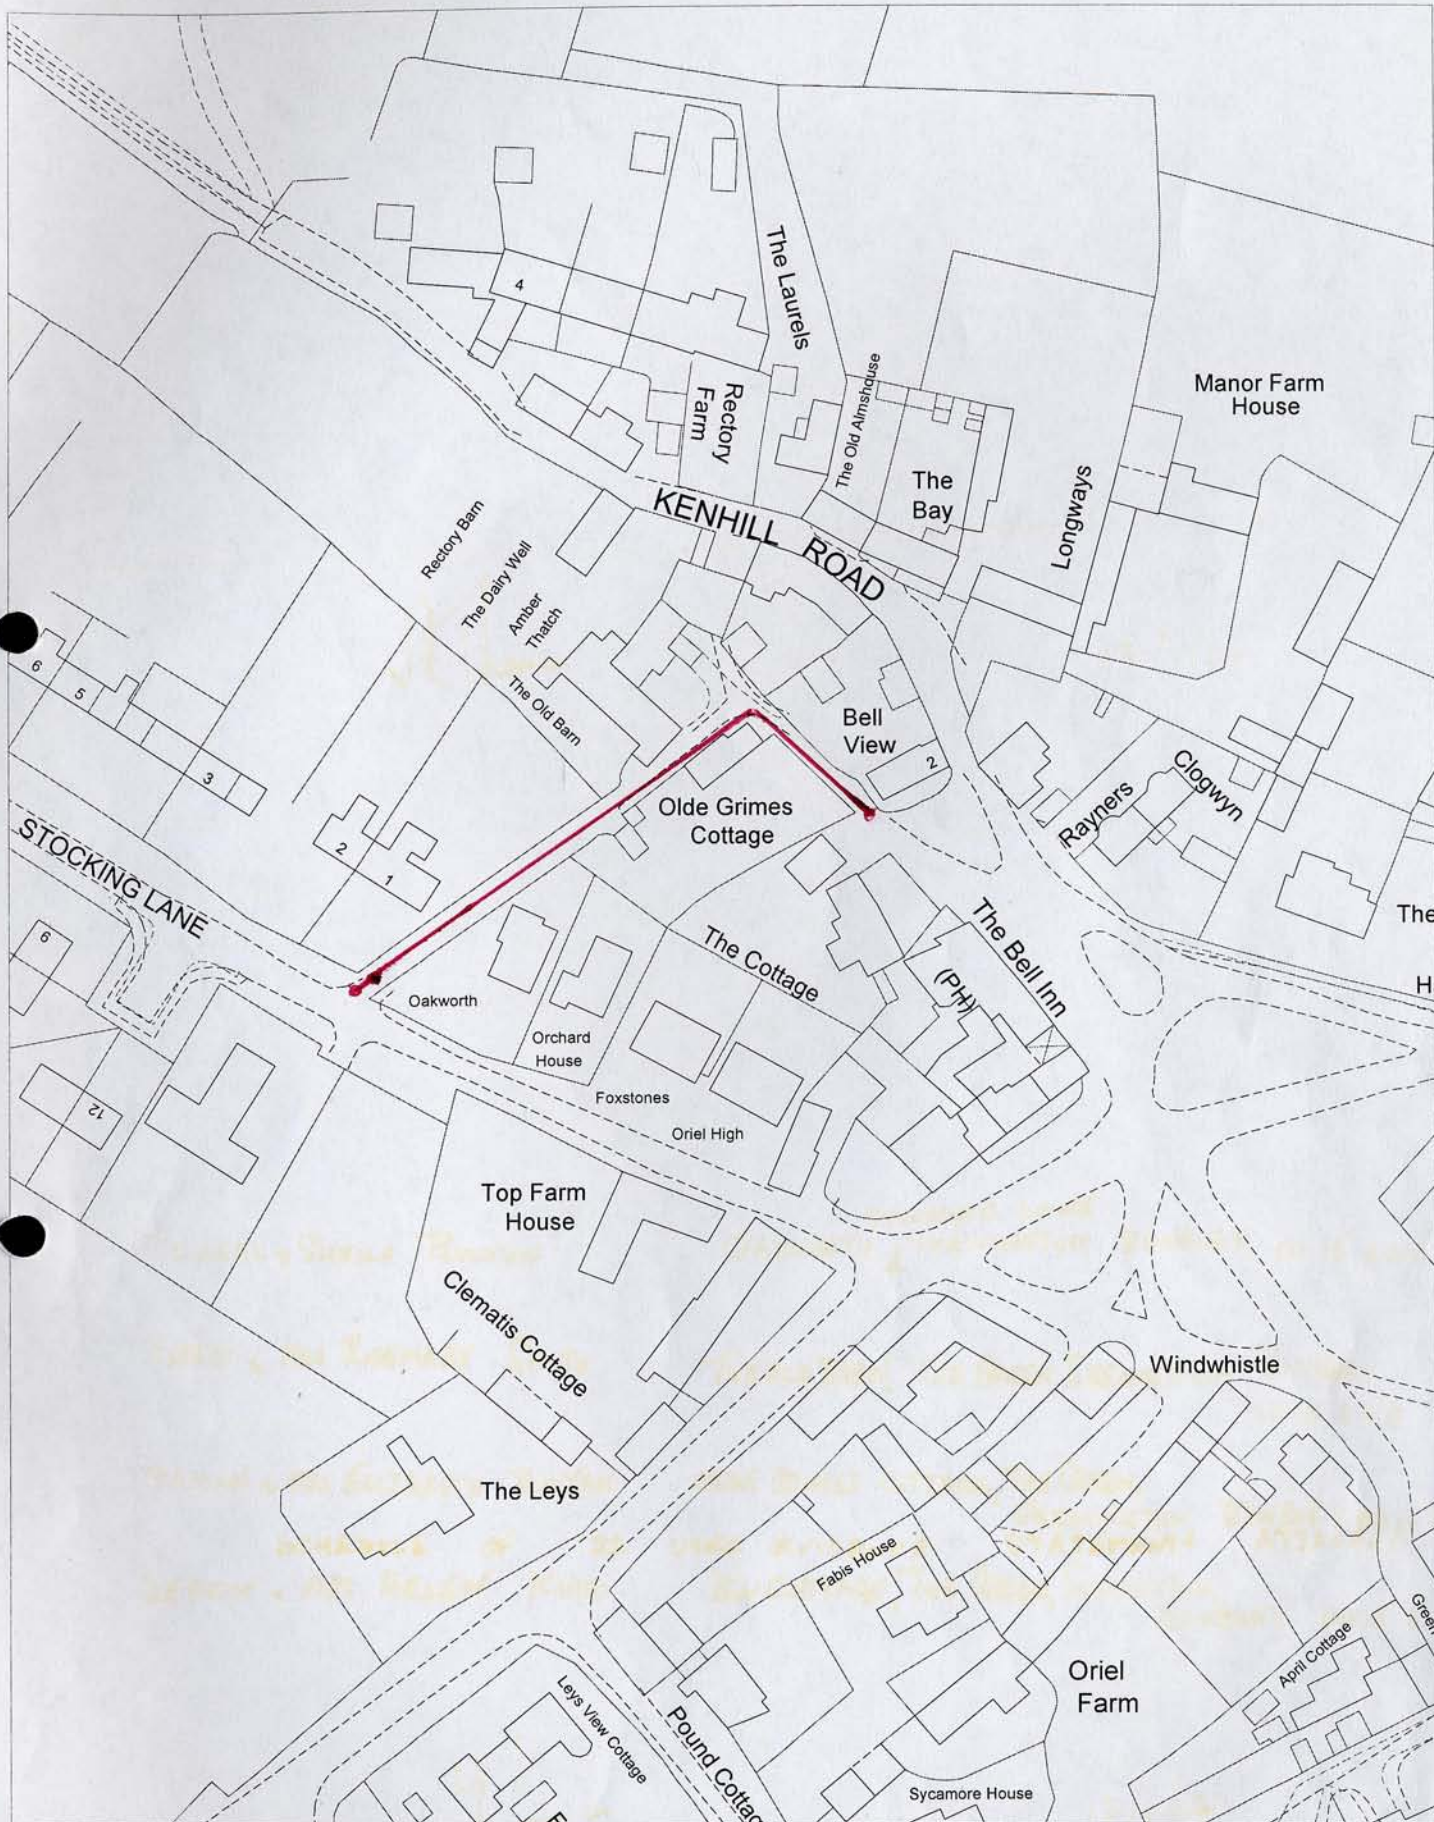 The Laurels
4
Manor Farm
House
The Old Almshouse
Rectory
Farm
The
Bay
Longways
KENHILL ROAD
Rectory Barn
The Dairy Well
Amber
Thatch
The Old Barn
6
5
3
2
1
Bell
View
2
Olde Grimes
Cottage
Rayners
Clogwyn
STOCKING LANE
9
The
H
The Cottage
The Bell Inn
(PH)
Oakworth
Orchard
House
Foxstones
Oriel High
12
Top Farm
House
Clematis Cottage
Windwhistle
The Leys
Fabis House
Oriel
Farm
April Cottage
Green
Leys View Cottage
Pound Cottag
Sycamore House